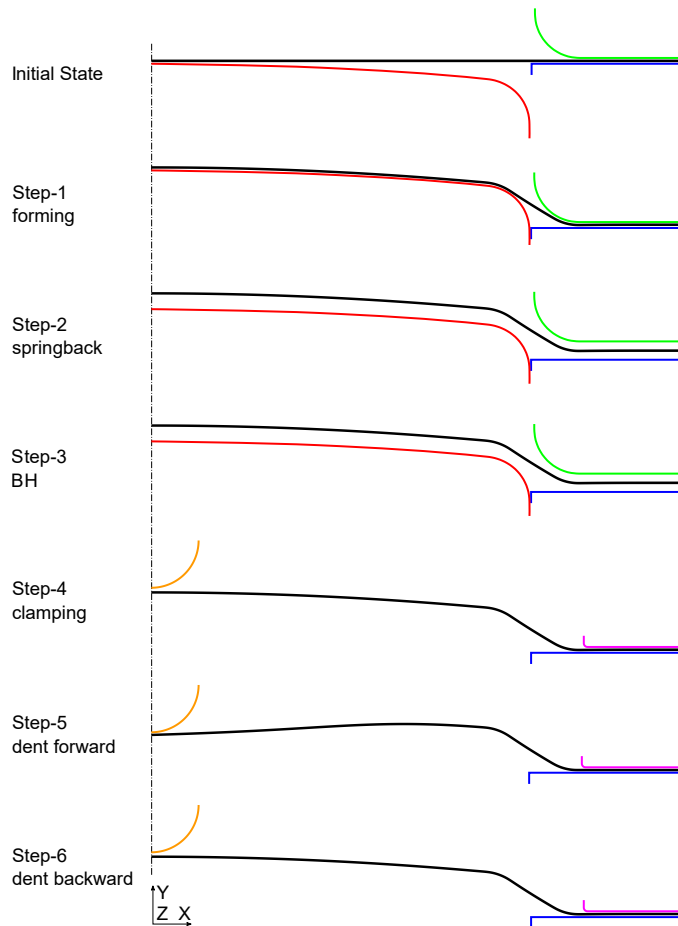 Initial State
Step-1
forming
Step-2
springback
Step-3
BH
Step-4
clamping
Step-5
dent forward
Step-6
dent backward
Y
Z X